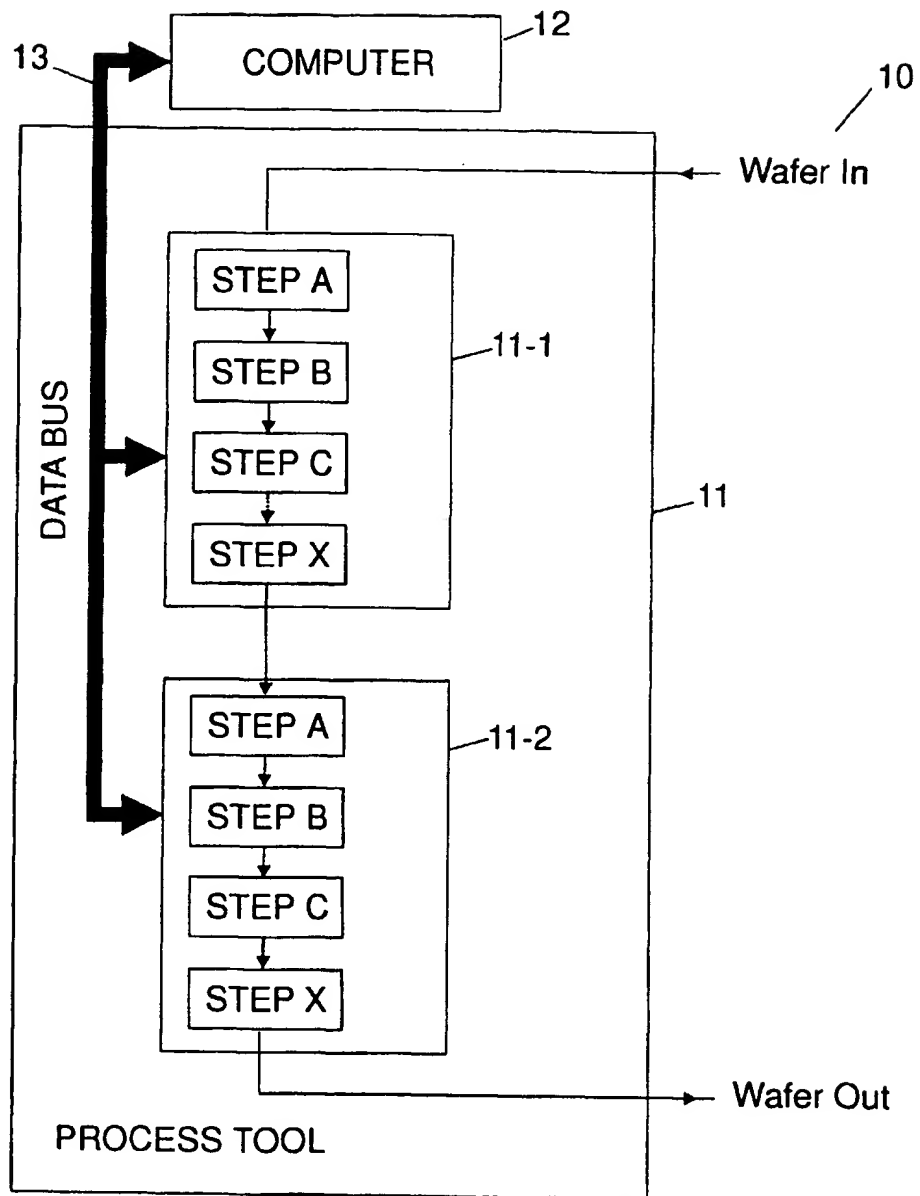 12
13
COMPUTER
10
Wafer In
STEP A
11-1
STEP B
STEP C
STEP X
DATA BUS
11
STEP A
11-2
STEP B
STEP C
STEP X
Wafer Out
PROCESS TOOL